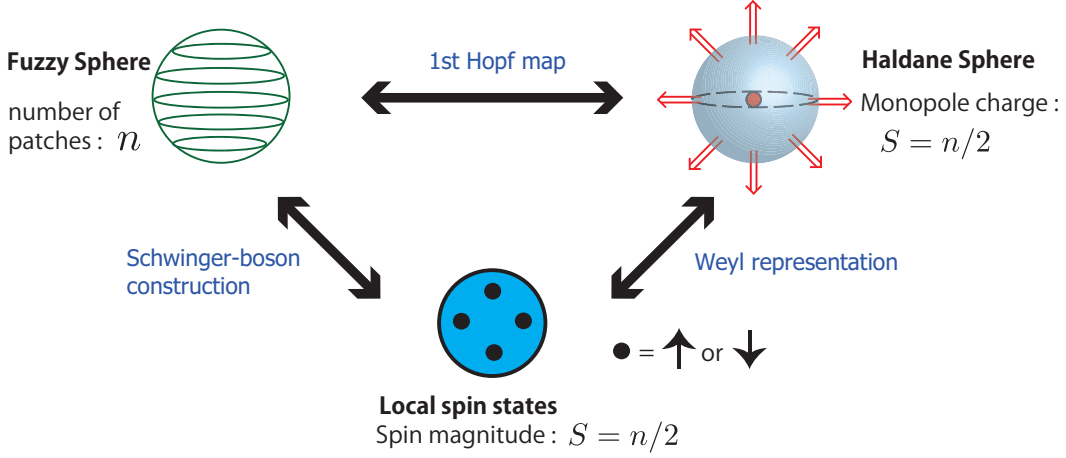 Fuzzy Sphere
number of
patches : n
1st Hopf map
Haldane Sphere
Monopole charge :
S = n/2
Schwinger-boson
construction
Weyl representation
= or
Local spin states
Spin magnitude : S = n/2